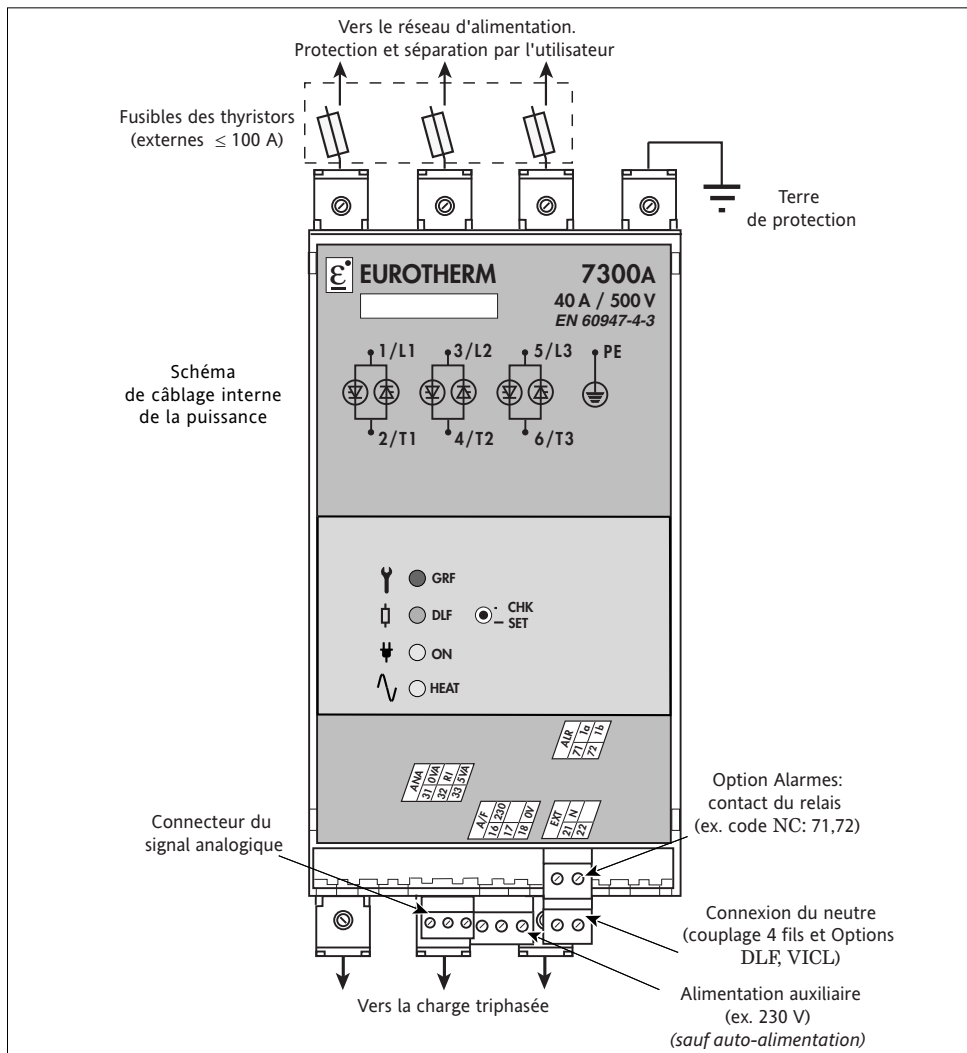 Vers le réseau d'alimentation.
Protection et séparation par l'utilisateur
Fusibles des thyristors
(externes ≤ 100 A)
Terre
de protection
ε EUROTHERM
7300A
40 A / 500 V
EN 60947-4-3
1/L1
3/L2
5/L3
PE
Schéma
de câblage interne
de la puissance
2/T1
4/T2
6/T3
GRF
DLF
CHK
SET
ON
HEAT
ALR
71 1a
72 1b
ANA
31 0VA
32 RI
33 5VA
A/F
16 230
17
18 0V
EXT
21 N
22
Option Alarmes:
contact du relais
(ex. code NC: 71,72)
Connecteur du
signal analogique
Connexion du neutre
(couplage 4 fils et Options
DLF, VICL)
Vers la charge triphasée
Alimentation auxiliaire
(ex. 230 V)
(sauf auto-alimentation)